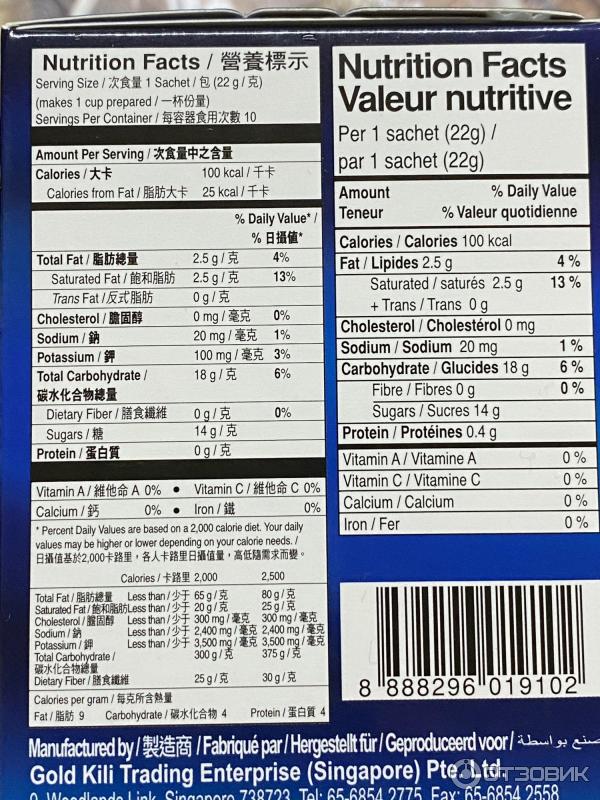 Nutrition Facts / 營養標示
Serving Size / 次食量 1 Sachet / 包 (22 g / 克)
(makes 1 cup prepared / 一杯份量)
Servings Per Container / 每容器食用次數 10
Amount Per Serving / 次食量中之含量
Calories / 大卡 100 kcal / 千卡
Calories from Fat / 脂肪大卡 25 kcal / 千卡
% Daily Value* /
% 日攝值*
Total Fat / 脂肪總量 2.5 g / 克 4%
Saturated Fat / 飽和脂肪 2.5 g / 克 13%
Trans Fat / 反式脂肪 0 g / 克
Cholesterol / 膽固醇 0 mg / 毫克 0%
Sodium / 鈉 20 mg / 毫克 1%
Potassium / 鉀 100 mg / 毫克 3%
Total Carbohydrate / 18 g / 克 6%
碳水化合物總量
Dietary Fiber / 膳食纖維 0 g / 克 0%
Sugars / 糖 14 g / 克
Protein / 蛋白質 0 g / 克
Vitamin A / 維他命 A 0% • Vitamin C / 維他命 C 0%
Calcium / 鈣 0% • Iron / 鐵 0%
* Percent Daily Values are based on a 2,000 calorie diet. Your daily
values may be higher or lower depending on your calorie needs. /
日攝值基於2,000卡路里，各人卡路里日攝值量，高低隨需求而變。
Calories / 卡路里 2,000 2,500
Total Fat / 脂肪總量 Less than / 少于 65 g / 克 80 g / 克
Saturated Fat / 飽和脂肪 Less than / 少于 20 g / 克 25 g / 克
Cholesterol / 膽固醇 Less than / 少于 300 mg / 毫克 300 mg / 毫克
Sodium / 鈉 Less than / 少于 2,400 mg / 毫克 2,400 mg / 毫克
Potassium / 鉀 Less than / 少于 3,500 mg / 毫克 3,500 mg / 毫克
Total Carbohydrate / 300 g / 克 375 g / 克
碳水化合物總量
Dietary Fiber / 膳食纖維 25 g / 克 30 g / 克
Calories per gram / 每克所含熱量
Fat / 脂肪 9 Carbohydrate / 碳水化合物 4 Protein / 蛋白質 4
Nutrition Facts
Valeur nutritive
Per 1 sachet (22g) /
par 1 sachet (22g)
Amount % Daily Value
Teneur % Valeur quotidienne
Calories / Calories 100 kcal
Fat / Lipides 2.5 g 4 %
Saturated / saturés 2.5 g 13 %
+ Trans / Trans 0 g
Cholesterol / Cholestérol 0 mg
Sodium / Sodium 20 mg 1 %
Carbohydrate / Glucides 18 g 6 %
Fibre / Fibres 0 g 0 %
Sugars / Sucres 14 g
Protein / Protéines 0.4 g
Vitamin A / Vitamine A 0 %
Vitamin C / Vitamine C 0 %
Calcium / Calcium 0 %
Iron / Fer 0 %
8 888296 019102
Manufactured by / 製造商 / Fabriqué par / Hergestellt für / Geproduceerd voor / صنع بواسطة
Gold Kili Trading Enterprise (Singapore) Pte Ltd
9, Woodlands Link, Singapore 738723. Tel: 65-6854 2775 Fax: 65-6854 2558
ОТЗОВИК